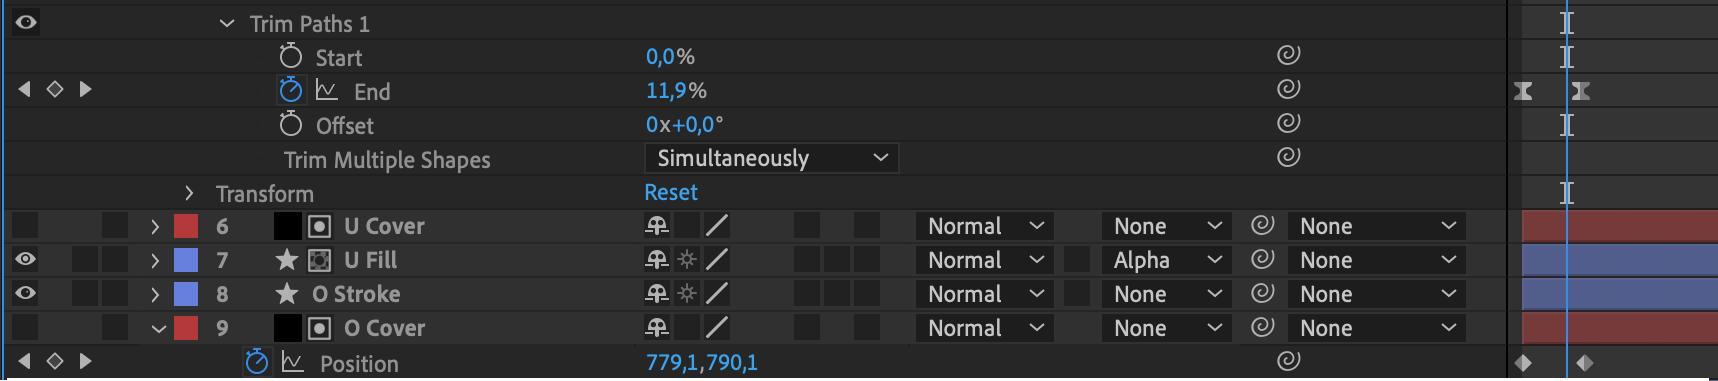 Trim Paths 1
Start 0,0%
End 11,9%
Offset 0x+0,0°
Trim Multiple Shapes Simultaneously
Transform Reset
6 U Cover Normal None None
7 U Fill Normal Alpha None
8 O Stroke Normal None None
9 O Cover Normal None None
Position 779,1,790,1